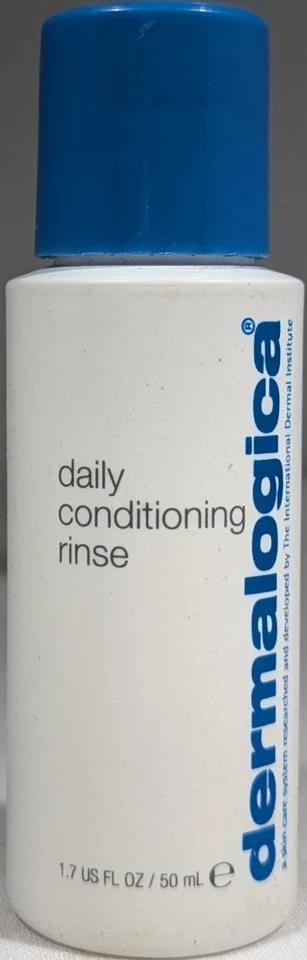 daily
conditioning
rinse
dermalogica®
a skin care system researched and developed by The International Dermal Institute
1.7 US FL OZ / 50 mL ℮